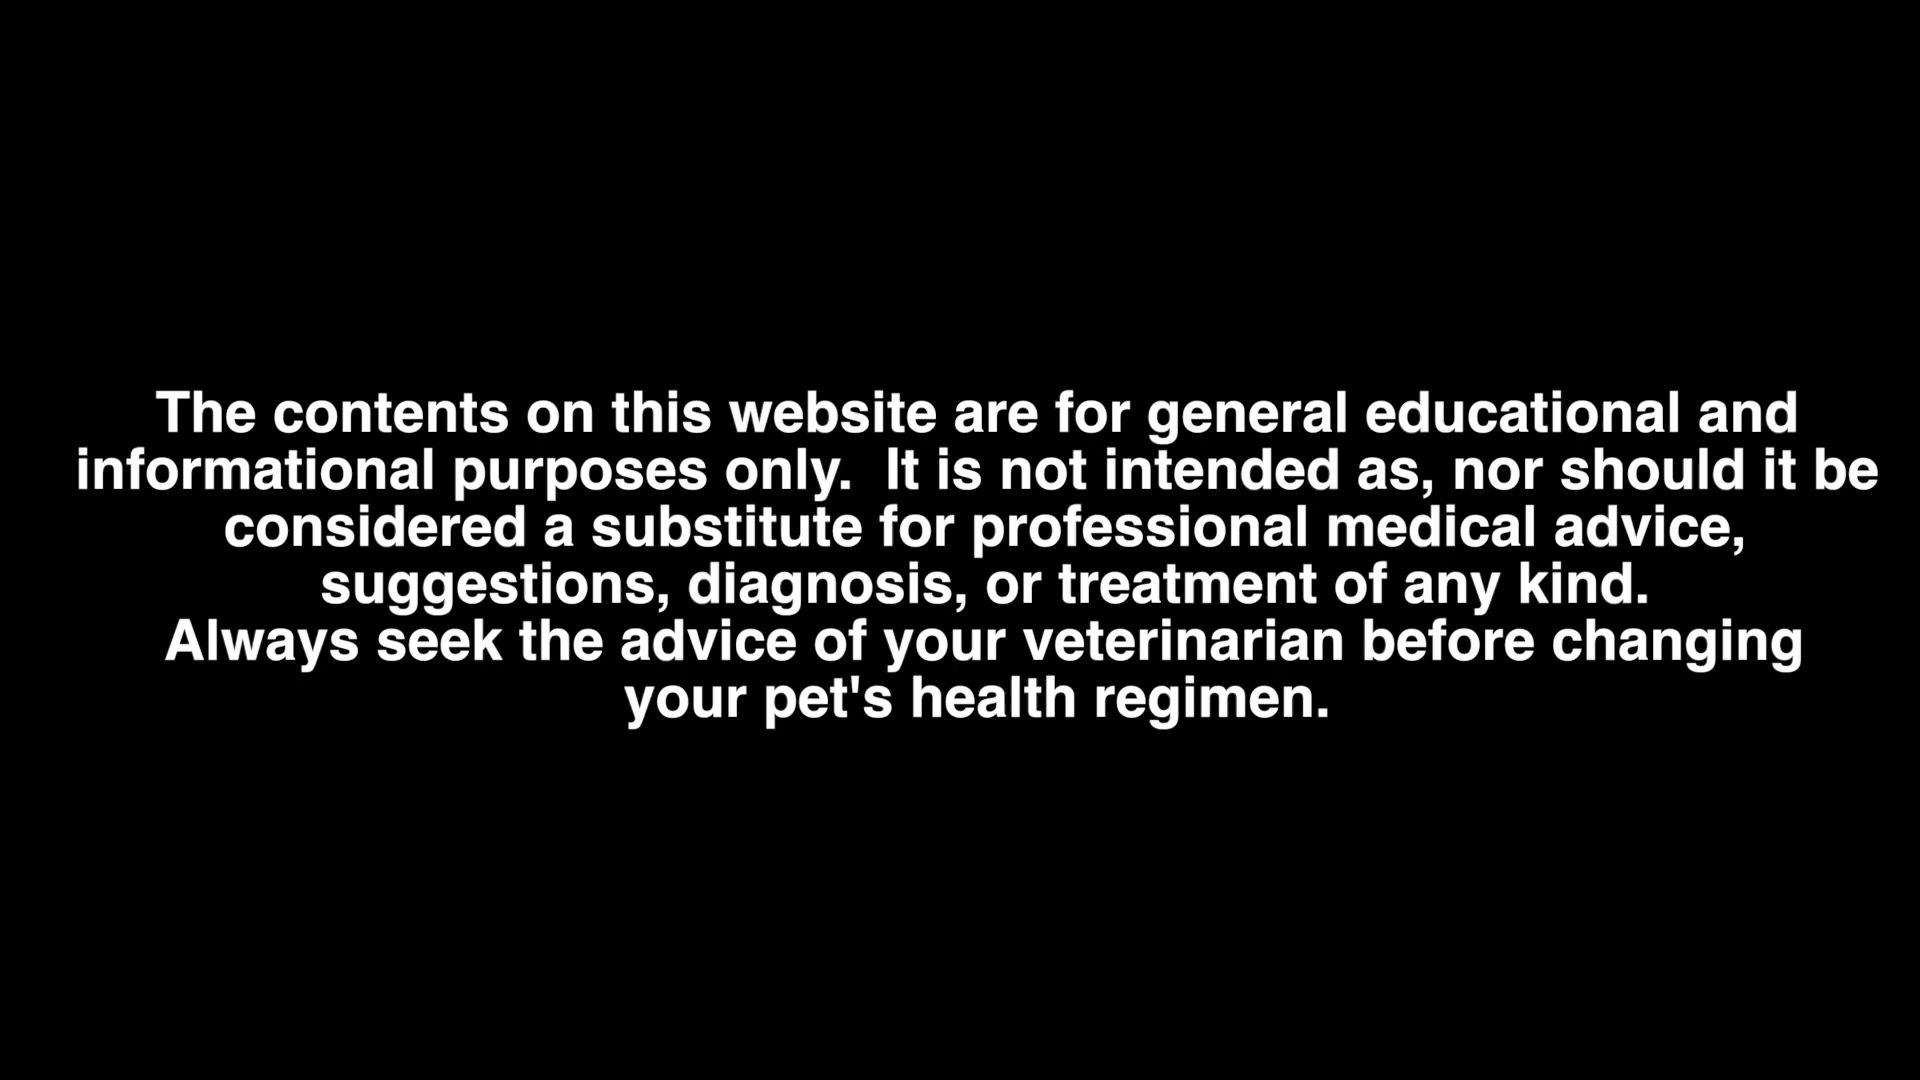 The contents on this website are for general educational and
informational purposes only.  It is not intended as, nor should it be
considered a substitute for professional medical advice,
suggestions, diagnosis, or treatment of any kind.
Always seek the advice of your veterinarian before changing
your pet's health regimen.